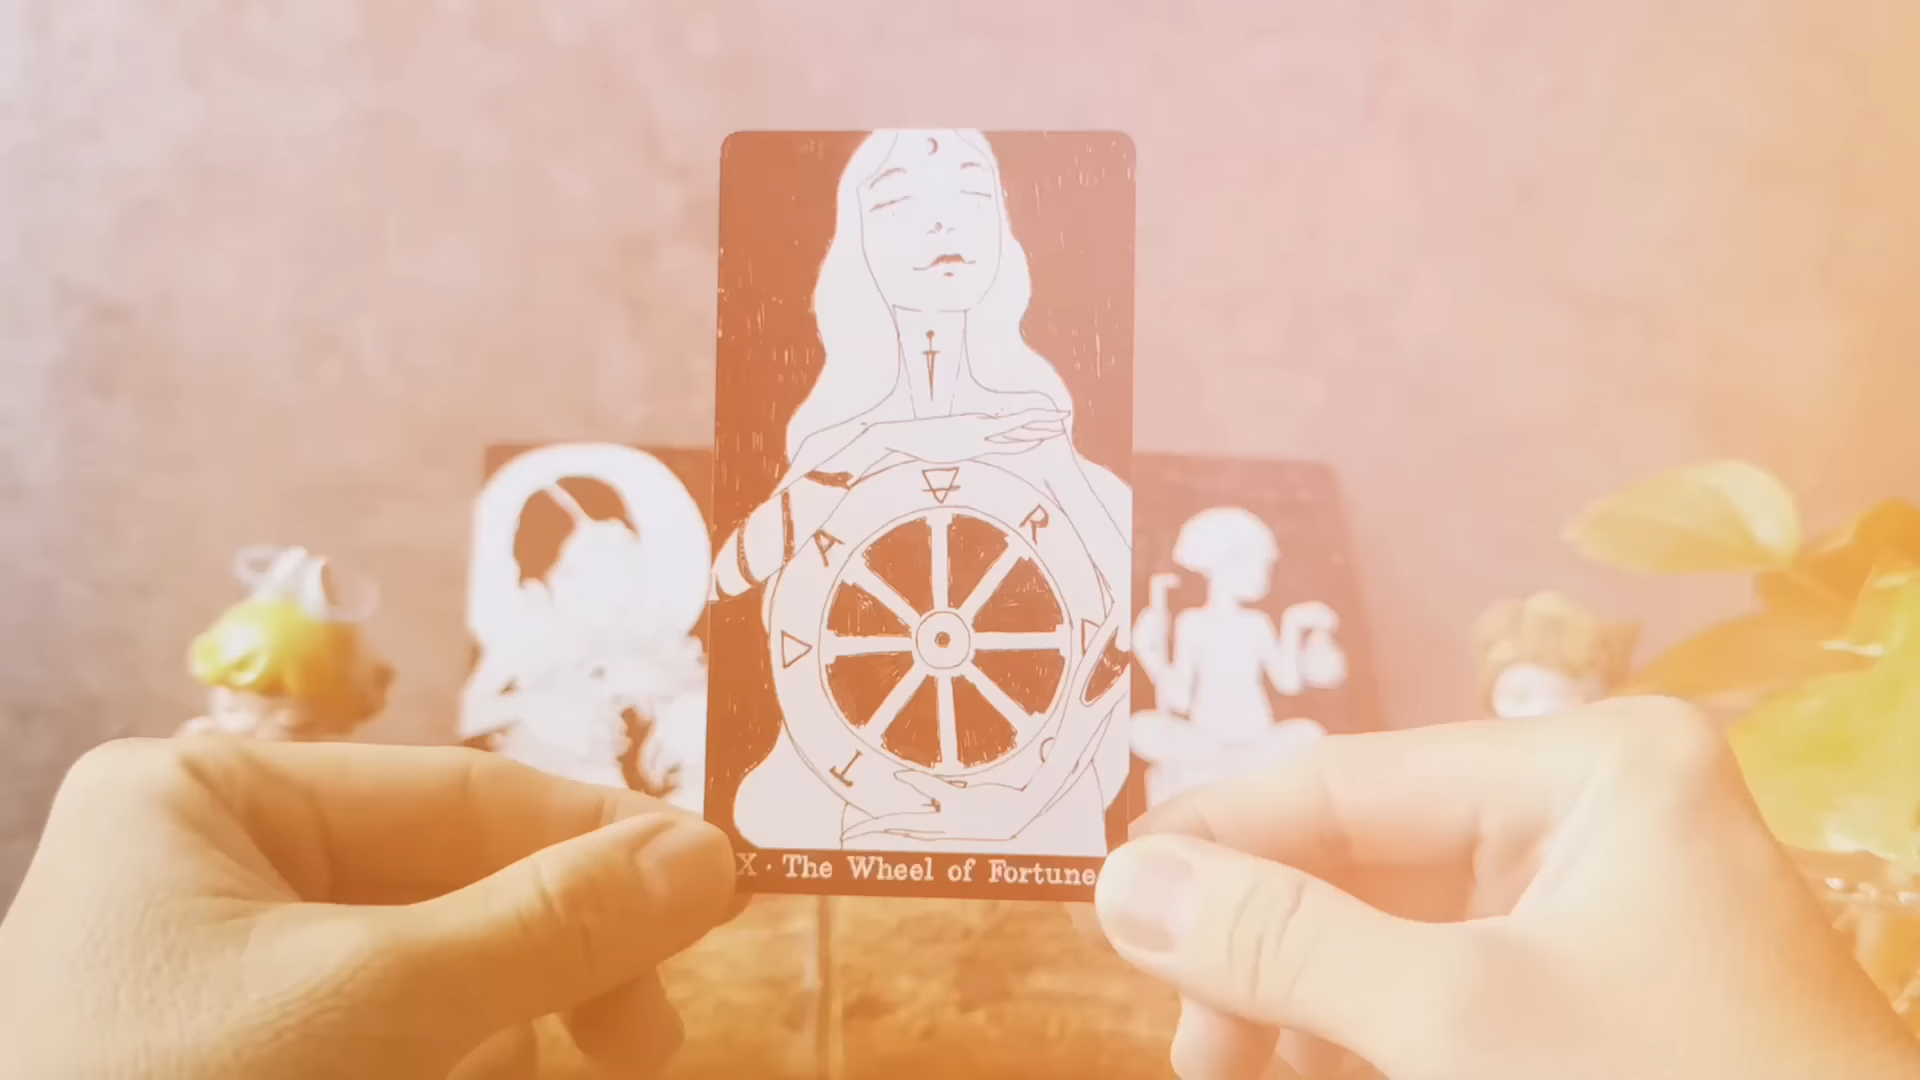 A R
T O
X · The Wheel of Fortune